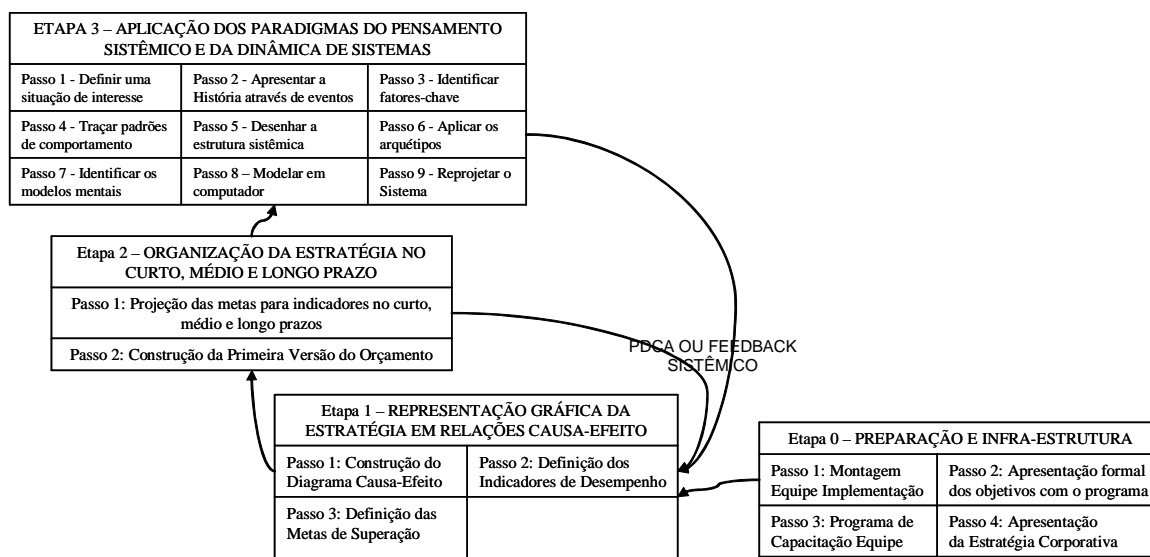 ETAPA 3 – APLICAÇÃO DOS PARADIGMAS DO PENSAMENTO
SISTÊMICO E DA DINÂMICA DE SISTEMAS
Passo 1 - Definir uma
situação de interesse
Passo 2 - Apresentar a
História através de eventos
Passo 3 - Identificar
fatores-chave
Passo 4 - Traçar padrões
de comportamento
Passo 5 - Desenhar a
estrutura sistêmica
Passo 6 - Aplicar os
arquétipos
Passo 7 - Identificar os
modelos mentais
Passo 8 – Modelar em
computador
Passo 9 - Reprojetar o
Sistema
Etapa 2 – ORGANIZAÇÃO DA ESTRATÉGIA NO
CURTO, MÉDIO E LONGO PRAZO
Passo 1: Projeção das metas para indicadores no curto,
médio e longo prazos
Passo 2: Construção da Primeira Versão do Orçamento
PDCA OU FEEDBACK
SISTÊMICO
Etapa 1 – REPRESENTAÇÃO GRÁFICA DA
ESTRATÉGIA EM RELAÇÕES CAUSA-EFEITO
Passo 1: Construção do
Diagrama Causa-Efeito
Passo 2: Definição dos
Indicadores de Desempenho
Passo 3: Definição das
Metas de Superação
Etapa 0 – PREPARAÇÃO E INFRA-ESTRUTURA
Passo 1: Montagem
Equipe Implementação
Passo 2: Apresentação formal
dos objetivos com o programa
Passo 3: Programa de
Capacitação Equipe
Passo 4: Apresentação
da Estratégia Corporativa